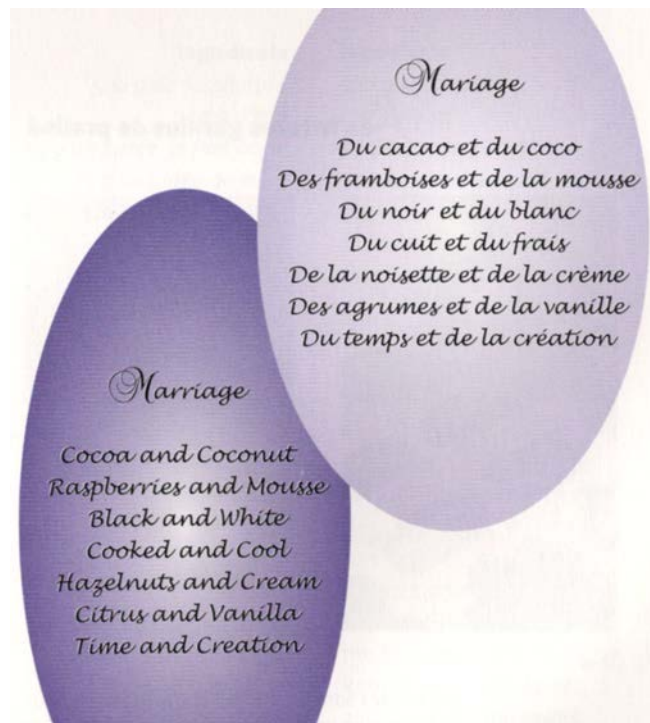 Mariage
Du cacao et du coco
Des framboises et de la mousse
Du noir et du blanc
Du cuit et du frais
De la noisette et de la crème
Des agrumes et de la vanille
Du temps et de la création
Marriage
Cocoa and Coconut
Raspberries and Mousse
Black and White
Cooked and Cool
Hazelnuts and Cream
Citrus and Vanilla
Time and Creation